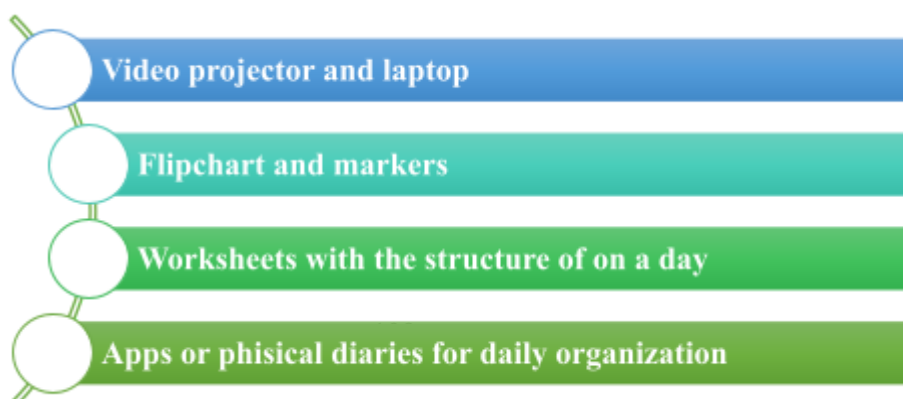 Video projector and laptop
Flipchart and markers
Worksheets with the structure of on a day
Apps or phisical diaries for daily organization